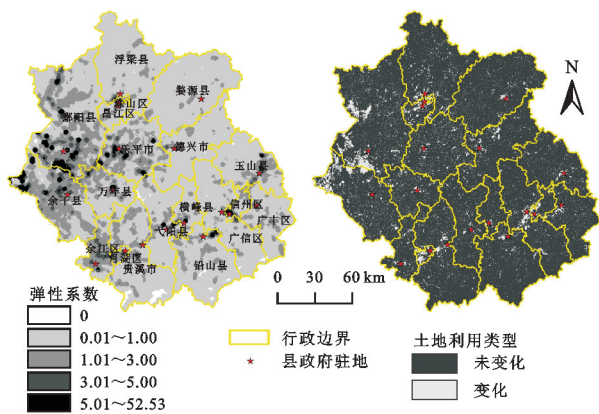 浮梁县
婺源县
珠山区
昌江区
鄱阳县
乐平市
德兴市
玉山县
万年县
余干县
横峰县
信州区
广丰区
弋阳县
广信区
余江区
月湖区
贵溪市
铅山县
N
0 30 60 km
弹性系数
0
0.01～1.00
1.01～3.00
3.01～5.00
5.01～52.53
行政边界
县政府驻地
土地利用类型
未变化
变化